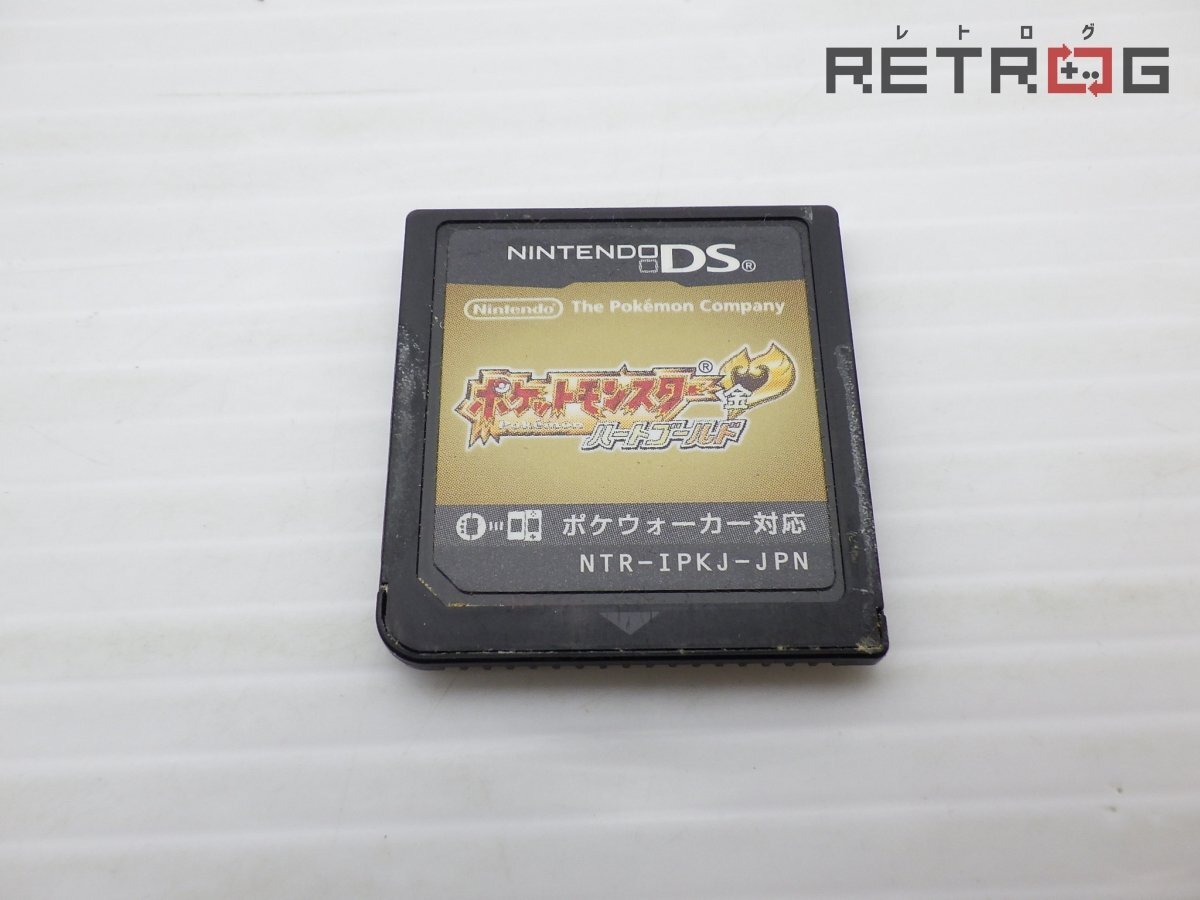 レトログ
RETROG
NINTENDO DS®
Nintendo The Pokémon Company
ポケットモンスター®
金
ハートゴールド
ポケウォーカー対応
NTR-IPKJ-JPN